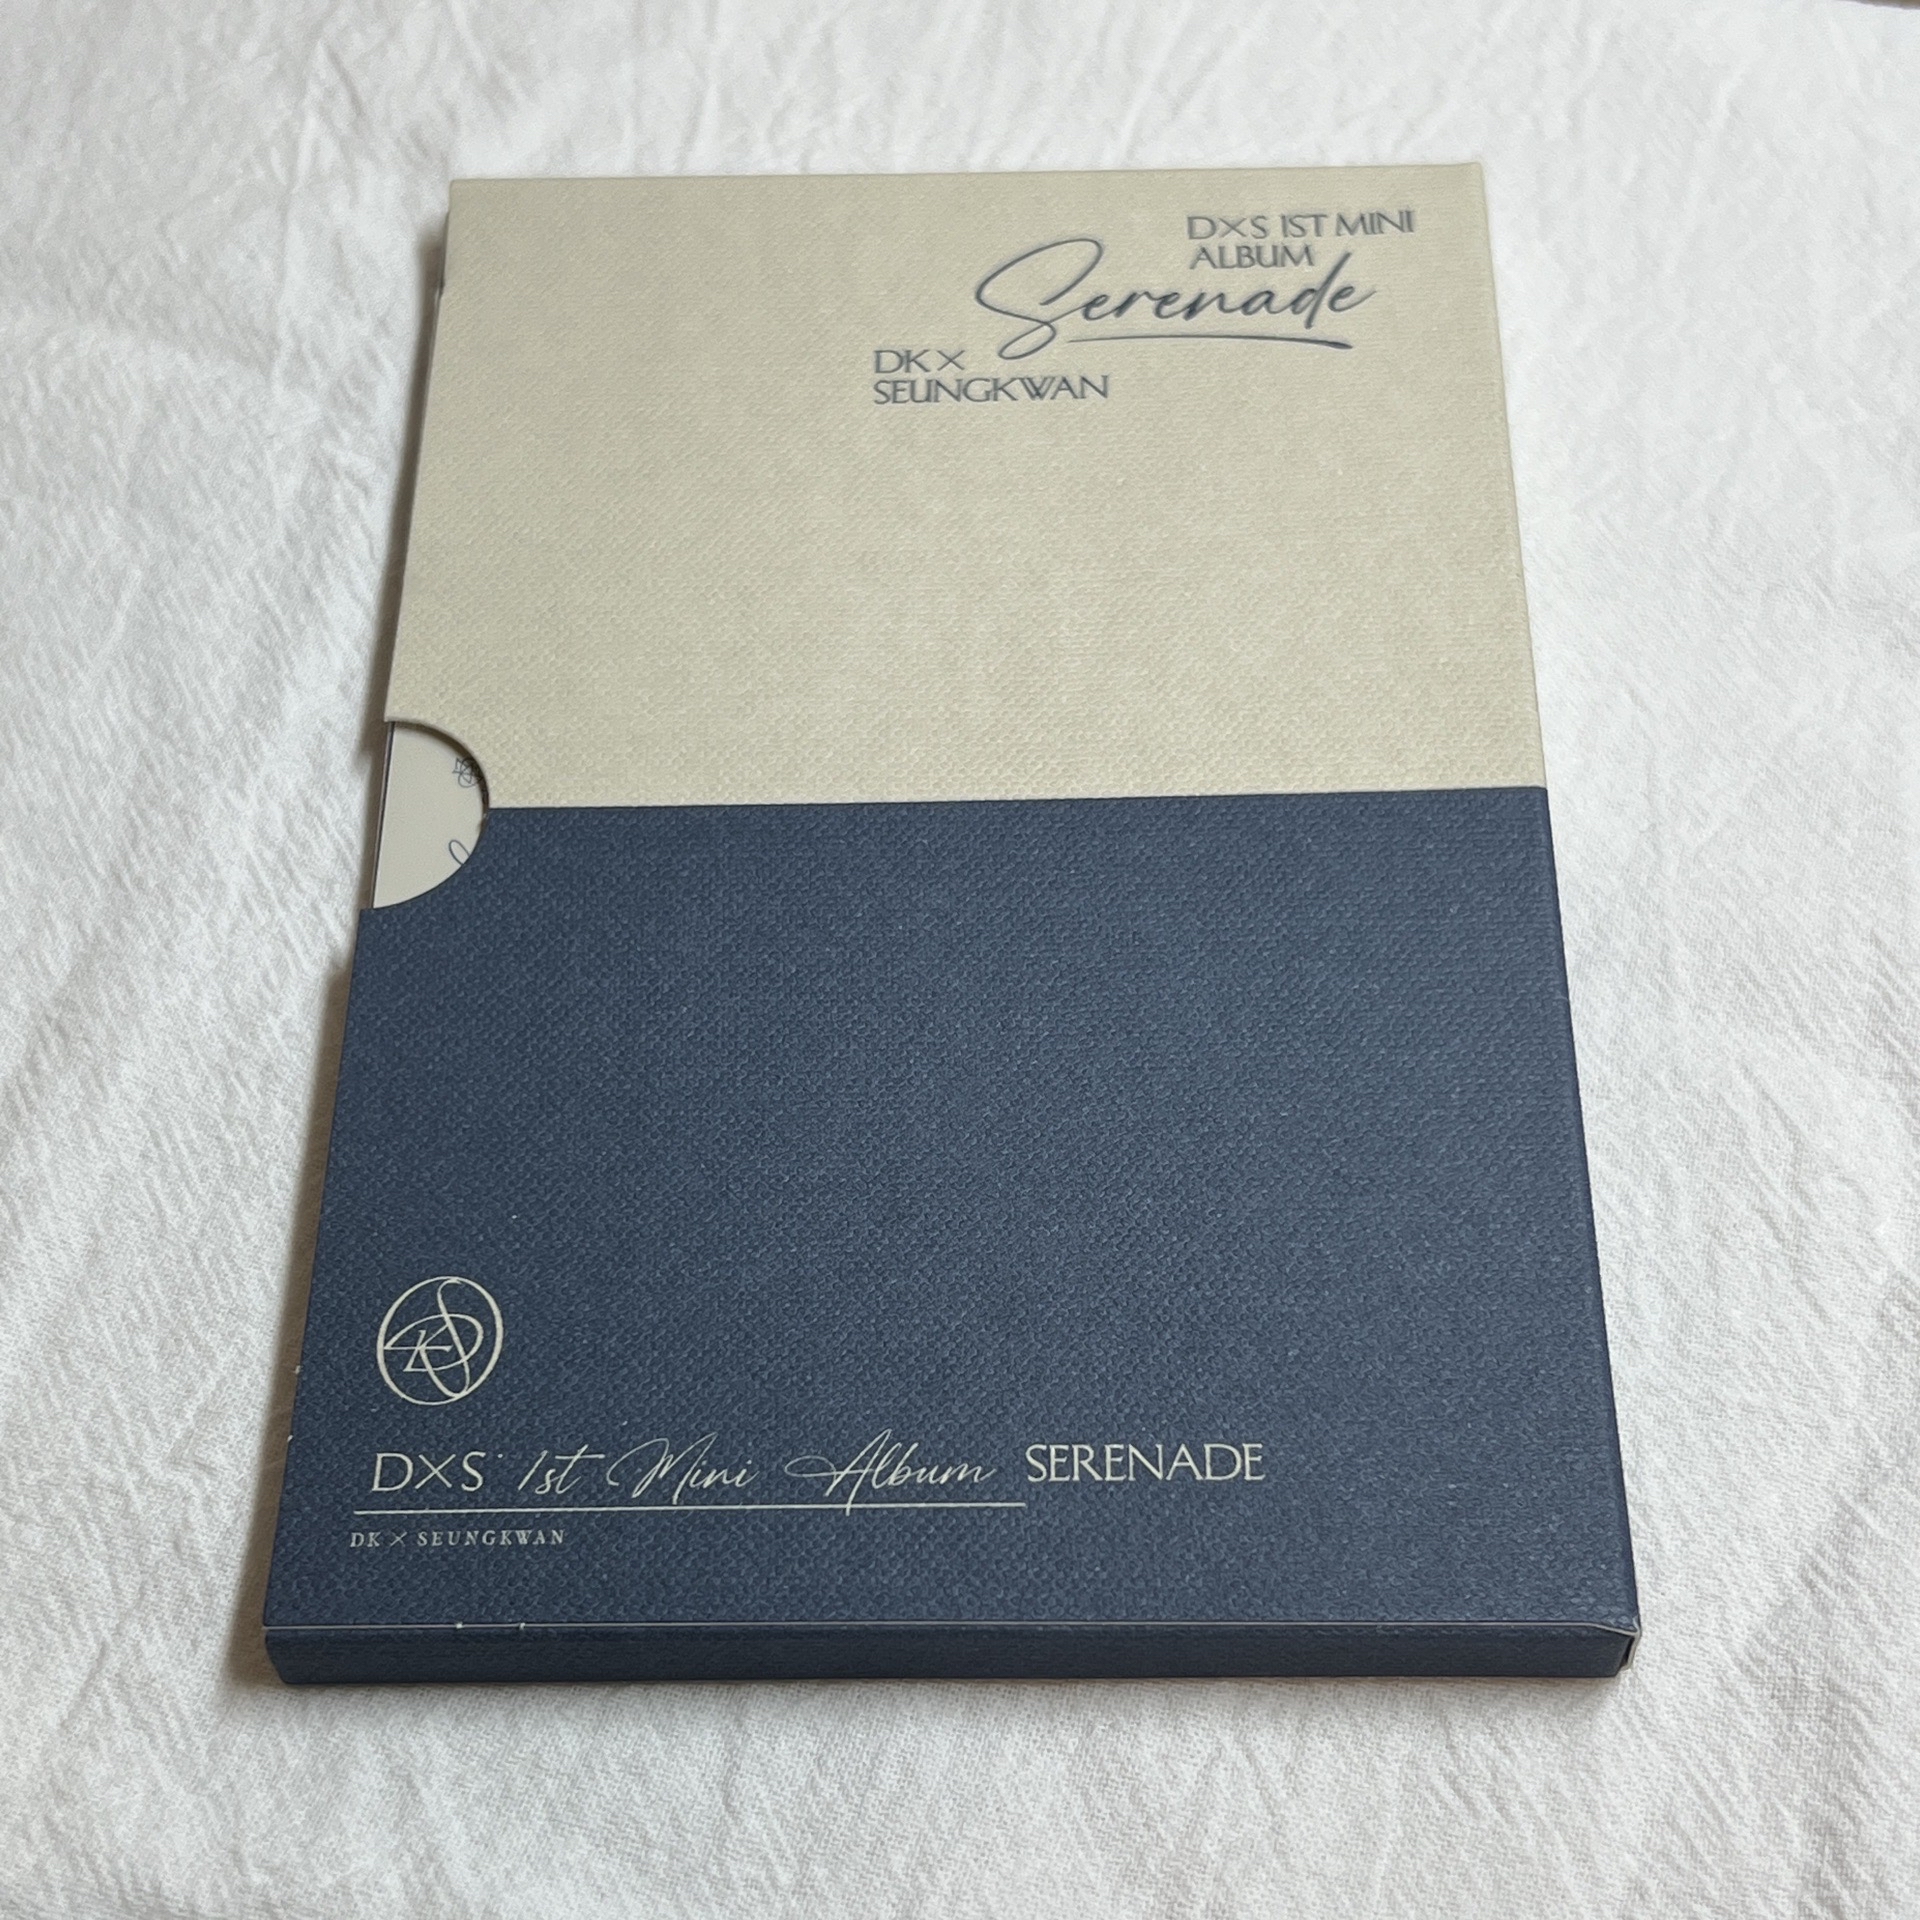 DXS 1ST MINI
ALBUM
Serenade
DK X
SEUNGKWAN
DXS 1st Mini Album SERENADE
DK X SEUNGKWAN